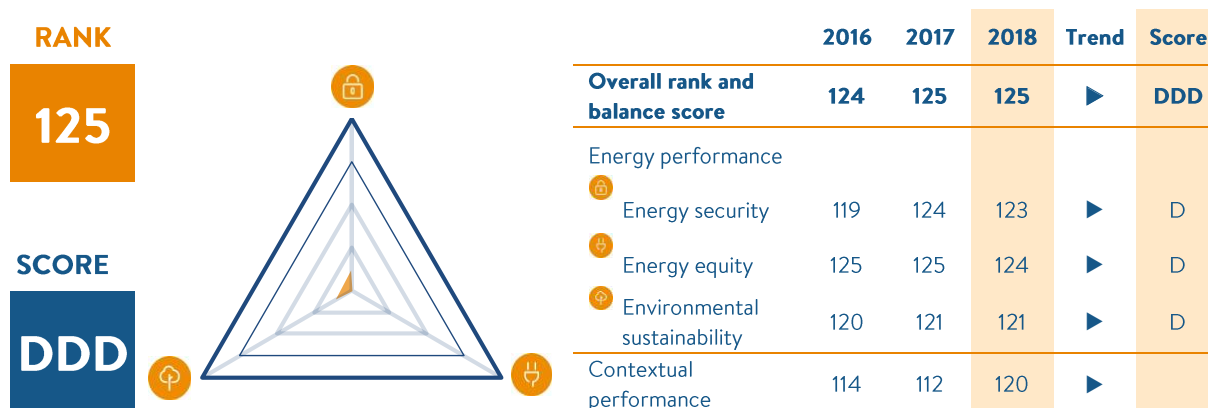 RANK
125
SCORE
DDD
2016 2017 2018 Trend Score
Overall rank and
balance score 124 125 125 DDD
Energy performance
Energy security 119 124 123 D
Energy equity 125 125 124 D
Environmental
sustainability 120 121 121 D
Contextual
performance 114 112 120